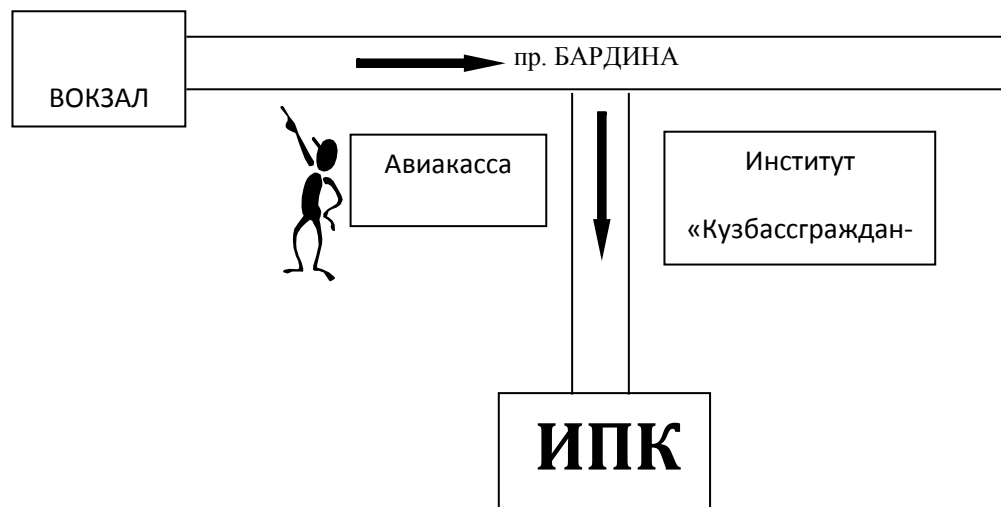 пр. БАРДИНА
ВОКЗАЛ
Авиакасса
Институт
«Кузбассграждан-
ИПК